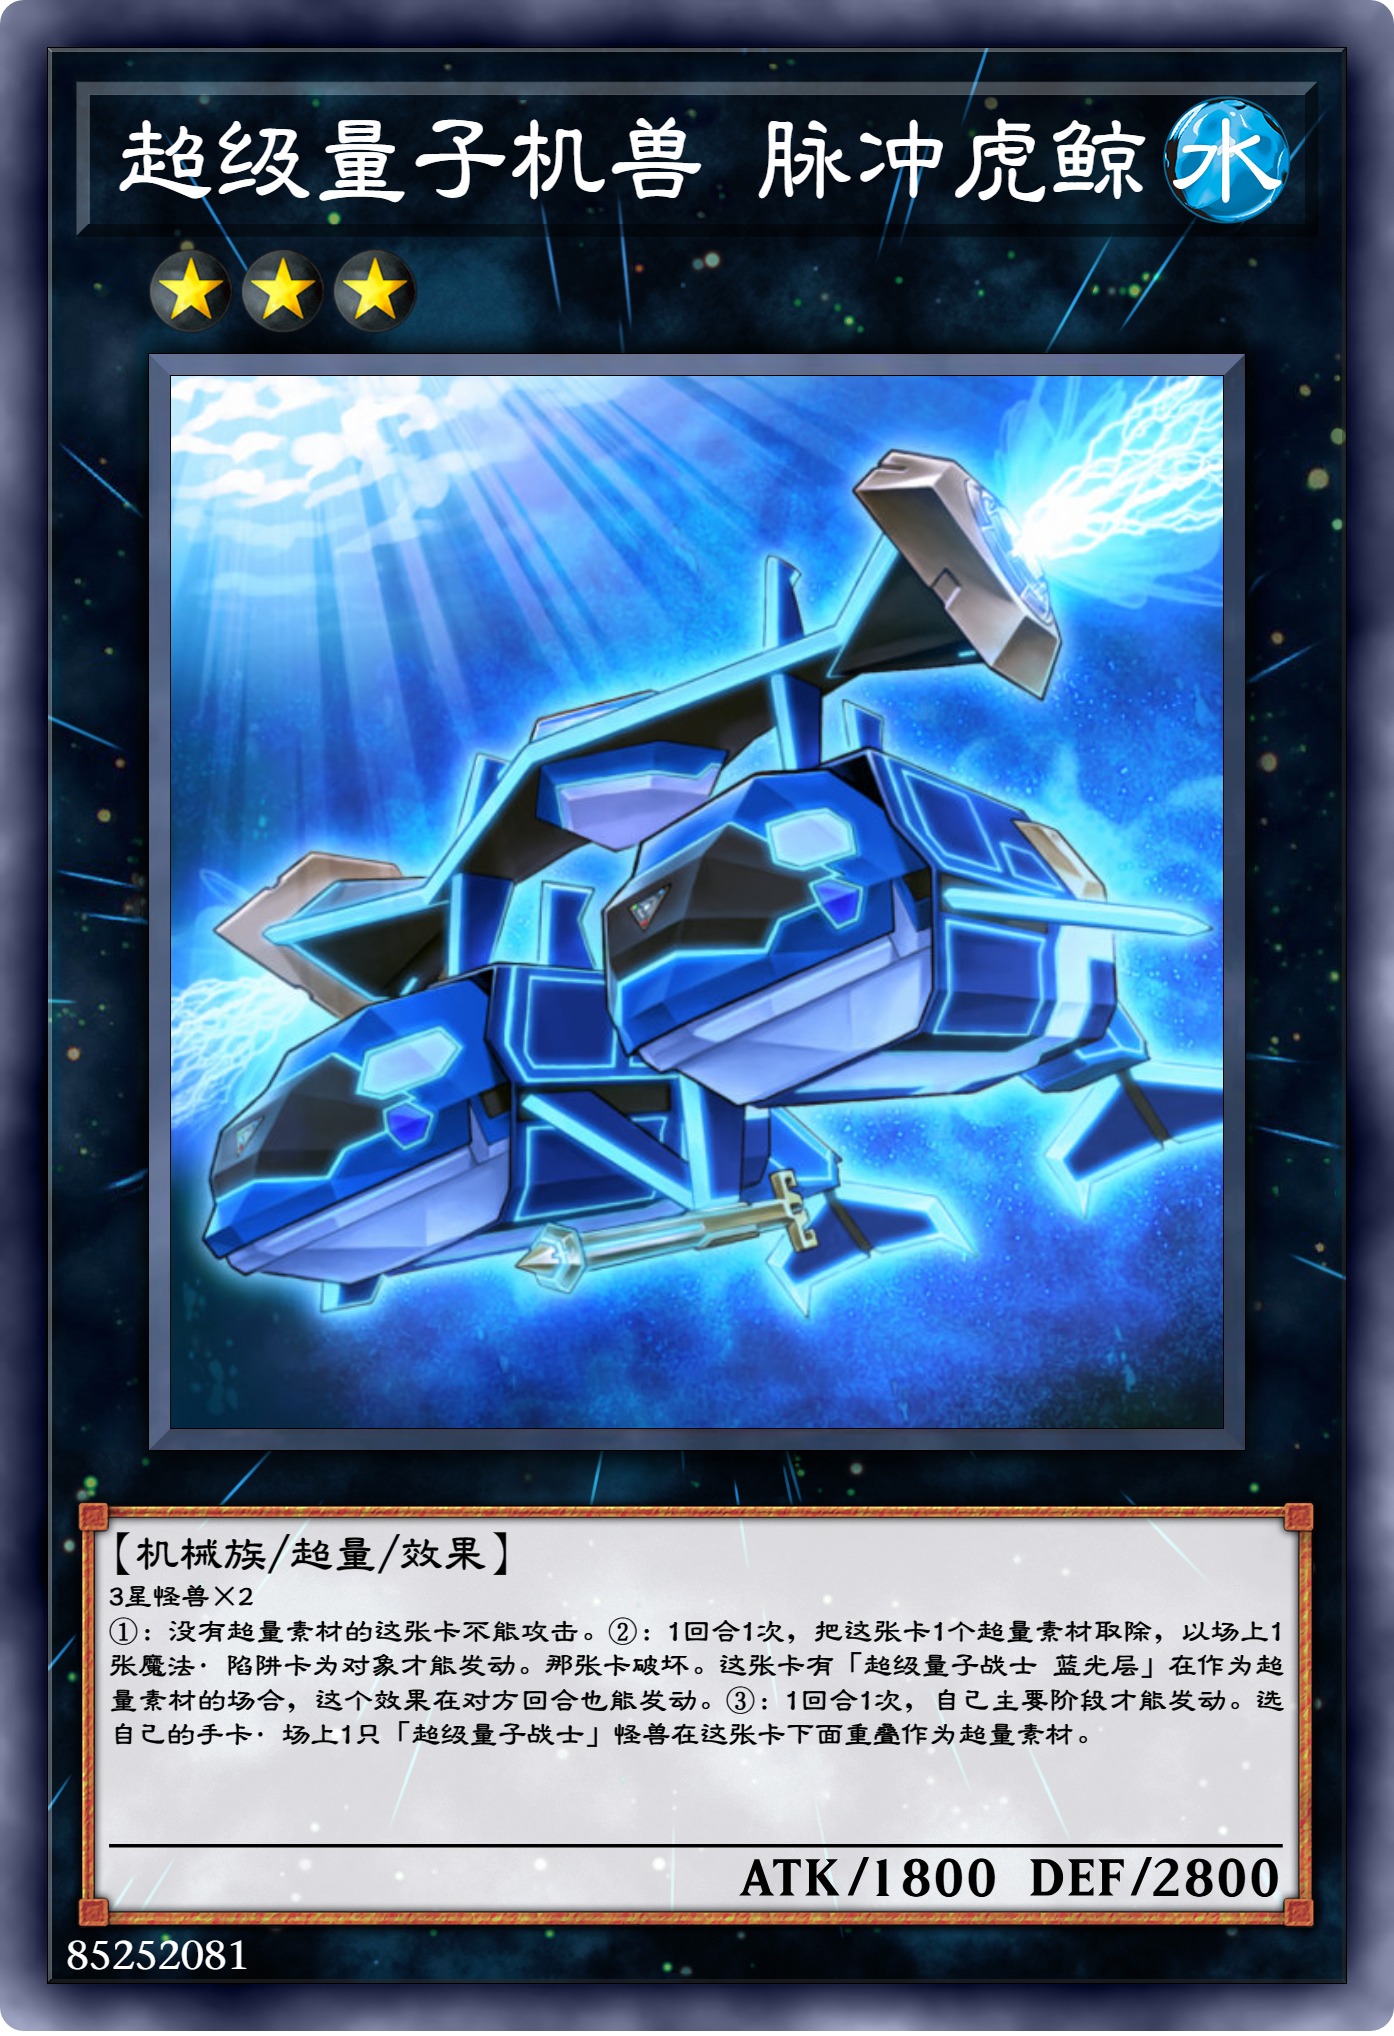 超级量子机兽 脉冲虎鲸 水
【机械族/超量/效果】
3星怪兽×2
①：没有超量素材的这张卡不能攻击。②：1回合1次，把这张卡1个超量素材取除，以场上1
张魔法·陷阱卡为对象才能发动。那张卡破坏。这张卡有「超级量子战士 蓝光层」在作为超
量素材的场合，这个效果在对方回合也能发动。③：1回合1次，自己主要阶段才能发动。选
自己的手卡·场上1只「超级量子战士」怪兽在这张卡下面重叠作为超量素材。
ATK/1800 DEF/2800
85252081